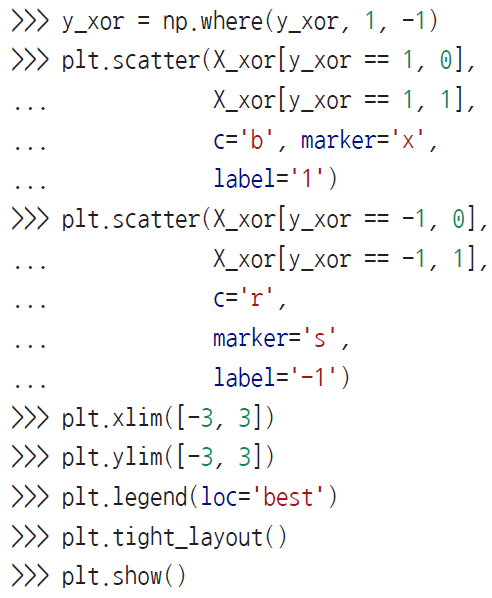 >>> y_xor = np.where(y_xor, 1, -1)
>>> plt.scatter(X_xor[y_xor == 1, 0],
...             X_xor[y_xor == 1, 1],
...             c='b', marker='x',
...             label='1')
>>> plt.scatter(X_xor[y_xor == -1, 0],
...             X_xor[y_xor == -1, 1],
...             c='r',
...             marker='s',
...             label='-1')
>>> plt.xlim([-3, 3])
>>> plt.ylim([-3, 3])
>>> plt.legend(loc='best')
>>> plt.tight_layout()
>>> plt.show()